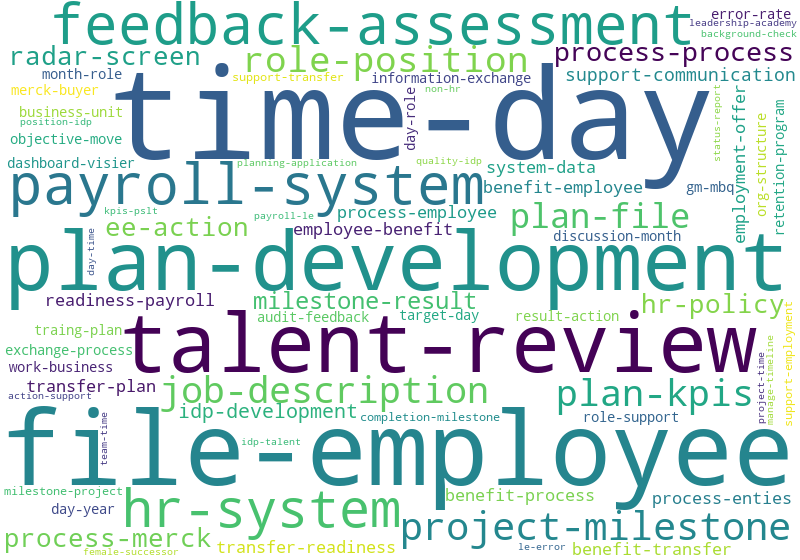 feedback-assessment
error-rate
leadership-academy
background-check
radar-screen
role-position
process-process
month-role
support-transfer
information-exchange
support-communication
merck-buyer
time-day
non-hr
day-role
status-report
employment-offer
org-structure
retention-program
business-unit
position-idp
objective-move
dashboard-visier
planning-application
quality-idp
system-data
payroll-system
benefit-employee
gm-mbq
kpis-pslt
payroll-le
process-employee
plan-file
ee-action
employee-benefit
discussion-month
day-time
plan-development
readiness-payroll
milestone-result
hr-policy
audit-feedback
target-day
result-action
traing-plan
talent-review
exchange-process
work-business
project-time
manage-timeline
support-employment
transfer-plan
job-description
plan-kpis
action-support
idp-development
completion-milestone
role-support
team-time
file-employee
idp-talent
milestone-project
hr-system
benefit-process
process-enties
day-year
project-milestone
process-merck
transfer-readiness
female-successor
le-error
benefit-transfer